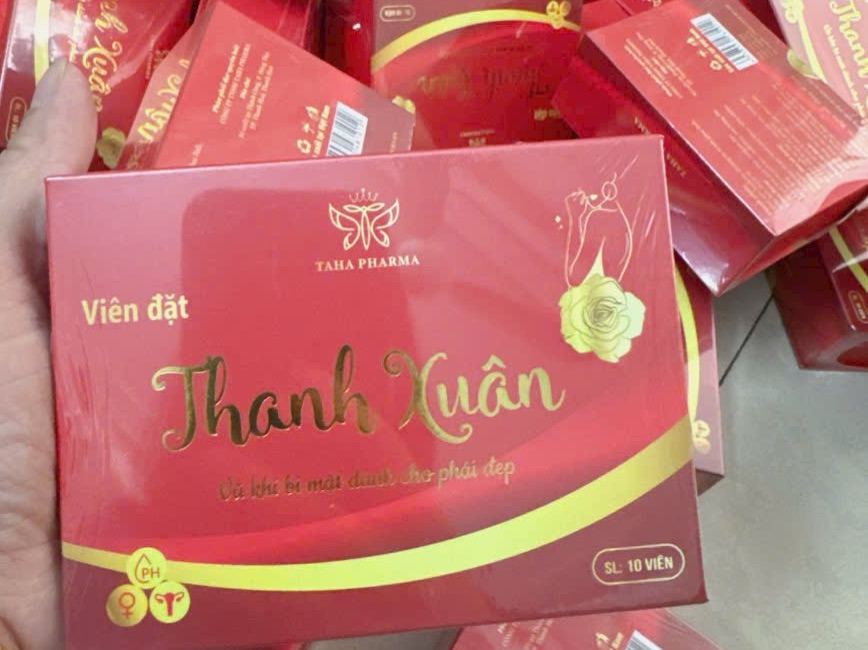 TAHA PHARMA
Viên đặt
Thanh Xuân
Vũ khí bí mật dành cho phái đẹp
PH
SL: 10 VIÊN